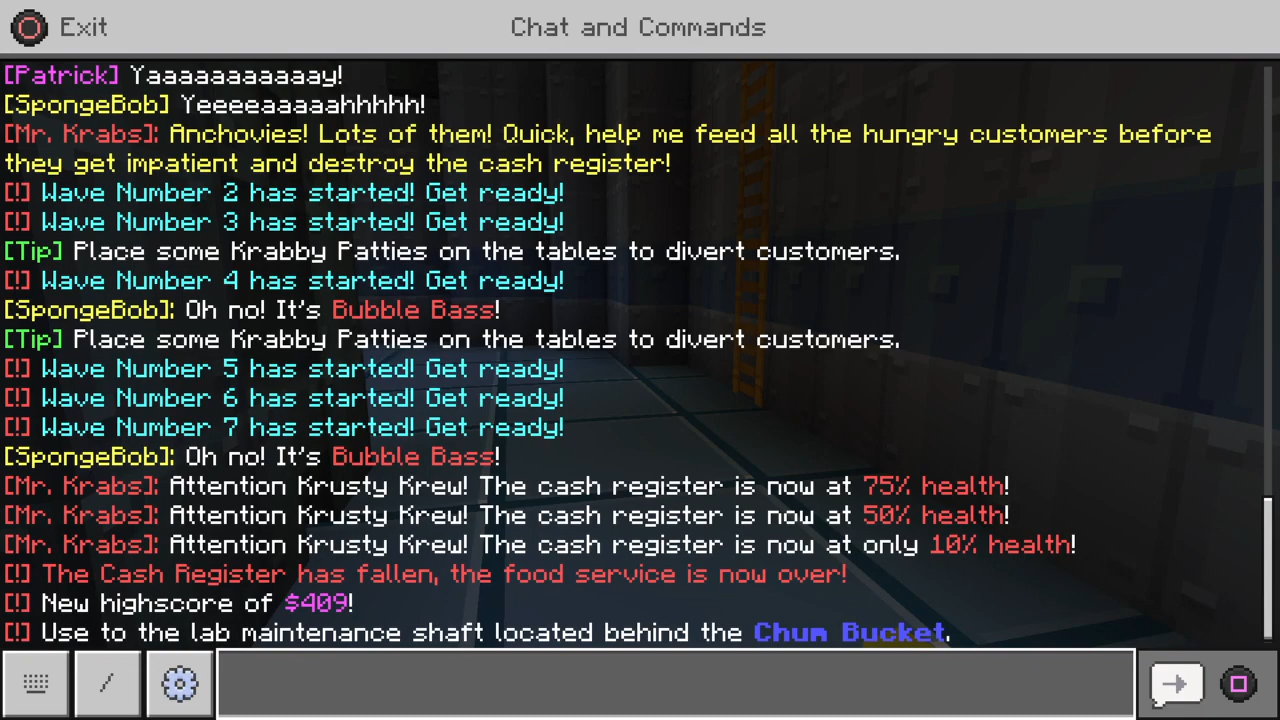 Exit
Chat and Commands
[Patrick] Yaaaaaaaaaaay!
[SpongeBob] Yeeeeaaaaahhhhh!
[Mr. Krabs]: Anchovies! Lots of them! Quick, help me feed all the hungry customers before
they get impatient and destroy the cash register!
[!] Wave Number 2 has started! Get ready!
[!] Wave Number 3 has started! Get ready!
[Tip] Place some Krabby Patties on the tables to divert customers.
[!] Wave Number 4 has started! Get ready!
[SpongeBob]: Oh no! It's Bubble Bass!
[Tip] Place some Krabby Patties on the tables to divert customers.
[!] Wave Number 5 has started! Get ready!
[!] Wave Number 6 has started! Get ready!
[!] Wave Number 7 has started! Get ready!
[SpongeBob]: Oh no! It's Bubble Bass!
[Mr. Krabs]: Attention Krusty Krew! The cash register is now at 75% health!
[Mr. Krabs]: Attention Krusty Krew! The cash register is now at 50% health!
[Mr. Krabs]: Attention Krusty Krew! The cash register is now at only 10% health!
[!] The Cash Register has fallen, the food service is now over!
[!] New highscore of $409!
[!] Use to the lab maintenance shaft located behind the Chum Bucket.
/